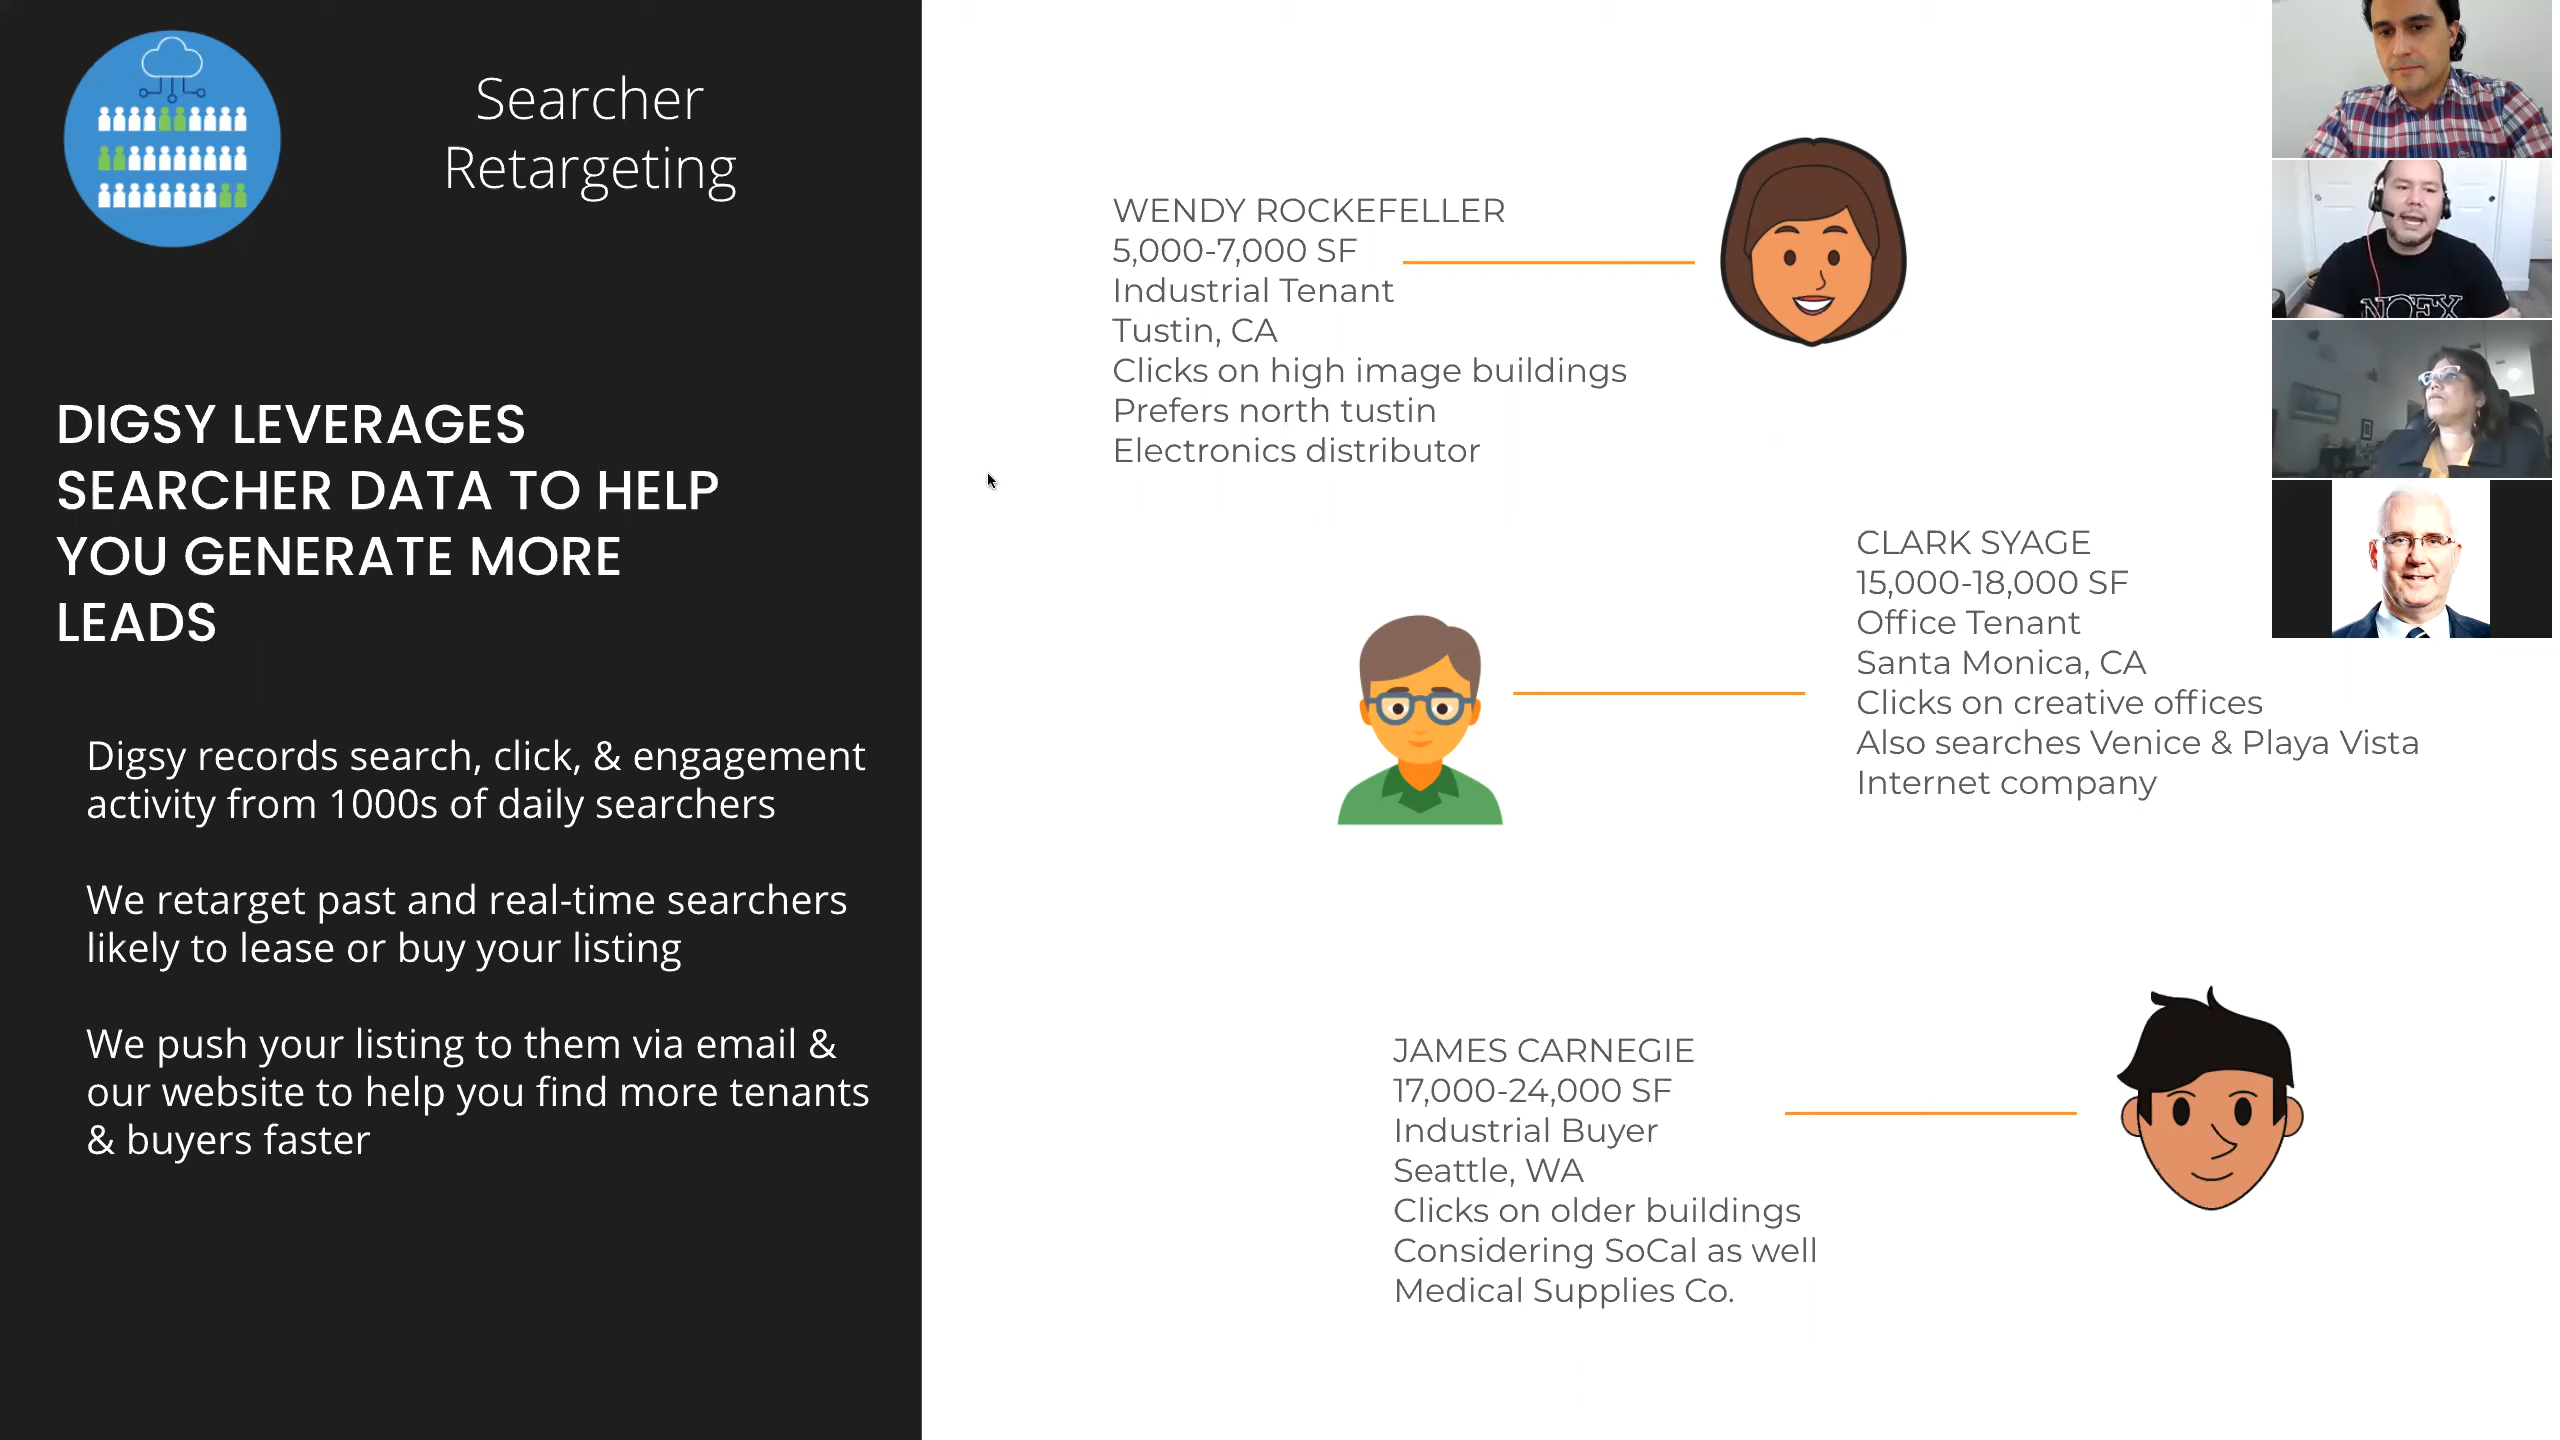 Searcher
Retargeting
DIGSY LEVERAGES
SEARCHER DATA TO HELP
YOU GENERATE MORE
LEADS
Digsy records search, click, & engagement
activity from 1000s of daily searchers
We retarget past and real-time searchers
likely to lease or buy your listing
We push your listing to them via email &
our website to help you find more tenants
& buyers faster
WENDY ROCKEFELLER
5,000-7,000 SF
Industrial Tenant
Tustin, CA
Clicks on high image buildings
Prefers north tustin
Electronics distributor
CLARK SYAGE
15,000-18,000 SF
Office Tenant
Santa Monica, CA
Clicks on creative offices
Also searches Venice & Playa Vista
Internet company
JAMES CARNEGIE
17,000-24,000 SF
Industrial Buyer
Seattle, WA
Clicks on older buildings
Considering SoCal as well
Medical Supplies Co.
NOFX